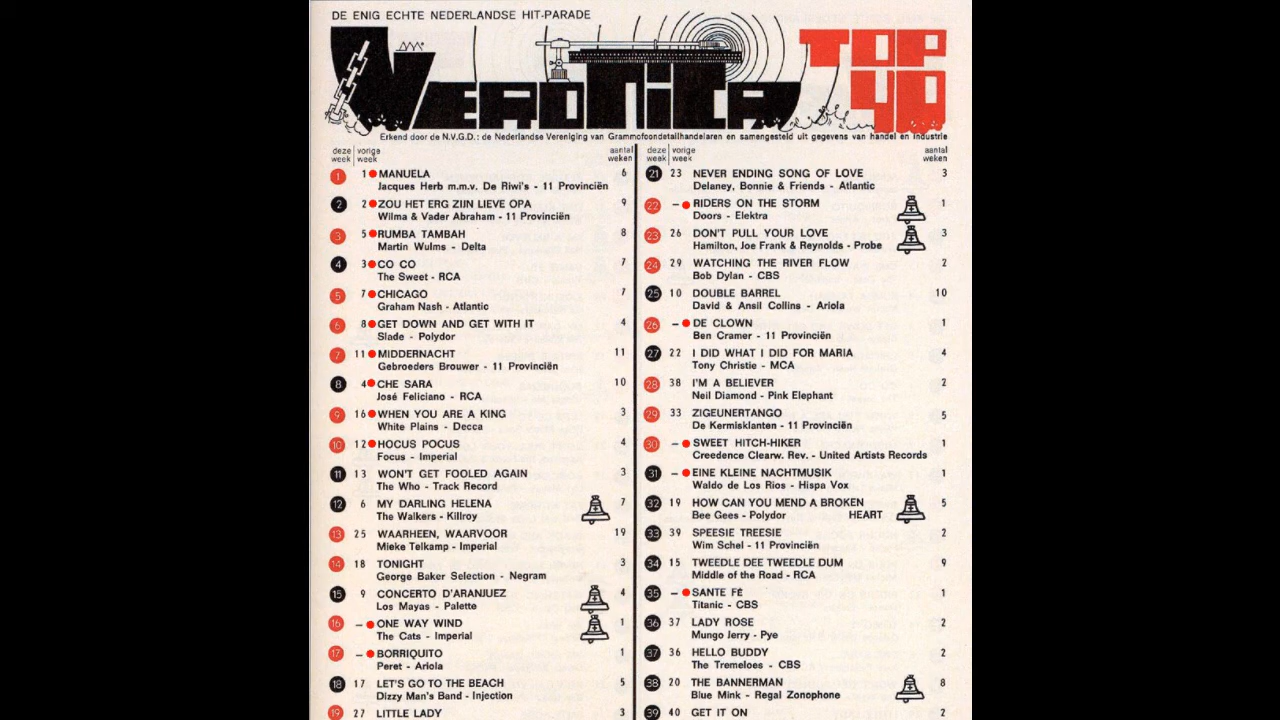 DE ENIG ECHTE NEDERLANDSE HIT-PARADE
VERONICA TOP 40
Erkend door de N.V.G.D.: de Nederlandse Vereniging van Grammofoondetailhandelaren en samengesteld uit gegevens van handel en industrie
deze week vorige week aantal weken
1 1 MANUELA 6
Jacques Herb m.m.v. De Riwi's - 11 Provinciën
2 2 ZOU HET ERG ZIJN LIEVE OPA 9
Wilma & Vader Abraham - 11 Provinciën
3 5 RUMBA TAMBAH 8
Martin Wulms - Delta
4 3 CO CO 7
The Sweet - RCA
5 7 CHICAGO 7
Graham Nash - Atlantic
6 8 GET DOWN AND GET WITH IT 4
Slade - Polydor
7 11 MIDDERNACHT 11
Gebroeders Brouwer - 11 Provinciën
8 4 CHE SARA 10
José Feliciano - RCA
9 16 WHEN YOU ARE A KING 3
White Plains - Decca
10 12 HOCUS POCUS 4
Focus - Imperial
11 13 WON'T GET FOOLED AGAIN 3
The Who - Track Record
12 6 MY DARLING HELENA 7
The Walkers - Killroy
13 25 WAARHEEN, WAARVOOR 19
Mieke Telkamp - Imperial
14 18 TONIGHT 3
George Baker Selection - Negram
15 9 CONCERTO D'ARANJUEZ 4
Los Mayas - Palette
16 – ONE WAY WIND 1
The Cats - Imperial
17 – BORRIQUITO 1
Peret - Ariola
18 17 LET'S GO TO THE BEACH 5
Dizzy Man's Band - Injection
19 27 LITTLE LADY 3
deze week vorige week aantal weken
21 23 NEVER ENDING SONG OF LOVE 3
Delaney, Bonnie & Friends - Atlantic
22 – RIDERS ON THE STORM 1
Doors - Elektra
23 26 DON'T PULL YOUR LOVE 3
Hamilton, Joe Frank & Reynolds - Probe
24 29 WATCHING THE RIVER FLOW 2
Bob Dylan - CBS
25 10 DOUBLE BARREL 10
David & Ansil Collins - Ariola
26 – DE CLOWN 1
Ben Cramer - 11 Provinciën
27 22 I DID WHAT I DID FOR MARIA 4
Tony Christie - MCA
28 38 I'M A BELIEVER 2
Neil Diamond - Pink Elephant
29 33 ZIGEUNERTANGO 5
De Kermisklanten - 11 Provinciën
30 – SWEET HITCH-HIKER 1
Creedence Clearw. Rev. - United Artists Records
31 – EINE KLEINE NACHTMUSIK 1
Waldo de Los Rios - Hispa Vox
32 19 HOW CAN YOU MEND A BROKEN 5
Bee Gees - Polydor HEART
33 39 SPEESIE TREESIE 2
Wim Schel - 11 Provinciën
34 15 TWEEDLE DEE TWEEDLE DUM 9
Middle of the Road - RCA
35 – SANTE FÉ 1
Titanic - CBS
36 37 LADY ROSE 2
Mungo Jerry - Pye
37 36 HELLO BUDDY 2
The Tremeloes - CBS
38 20 THE BANNERMAN 8
Blue Mink - Regal Zonophone
39 40 GET IT ON 2